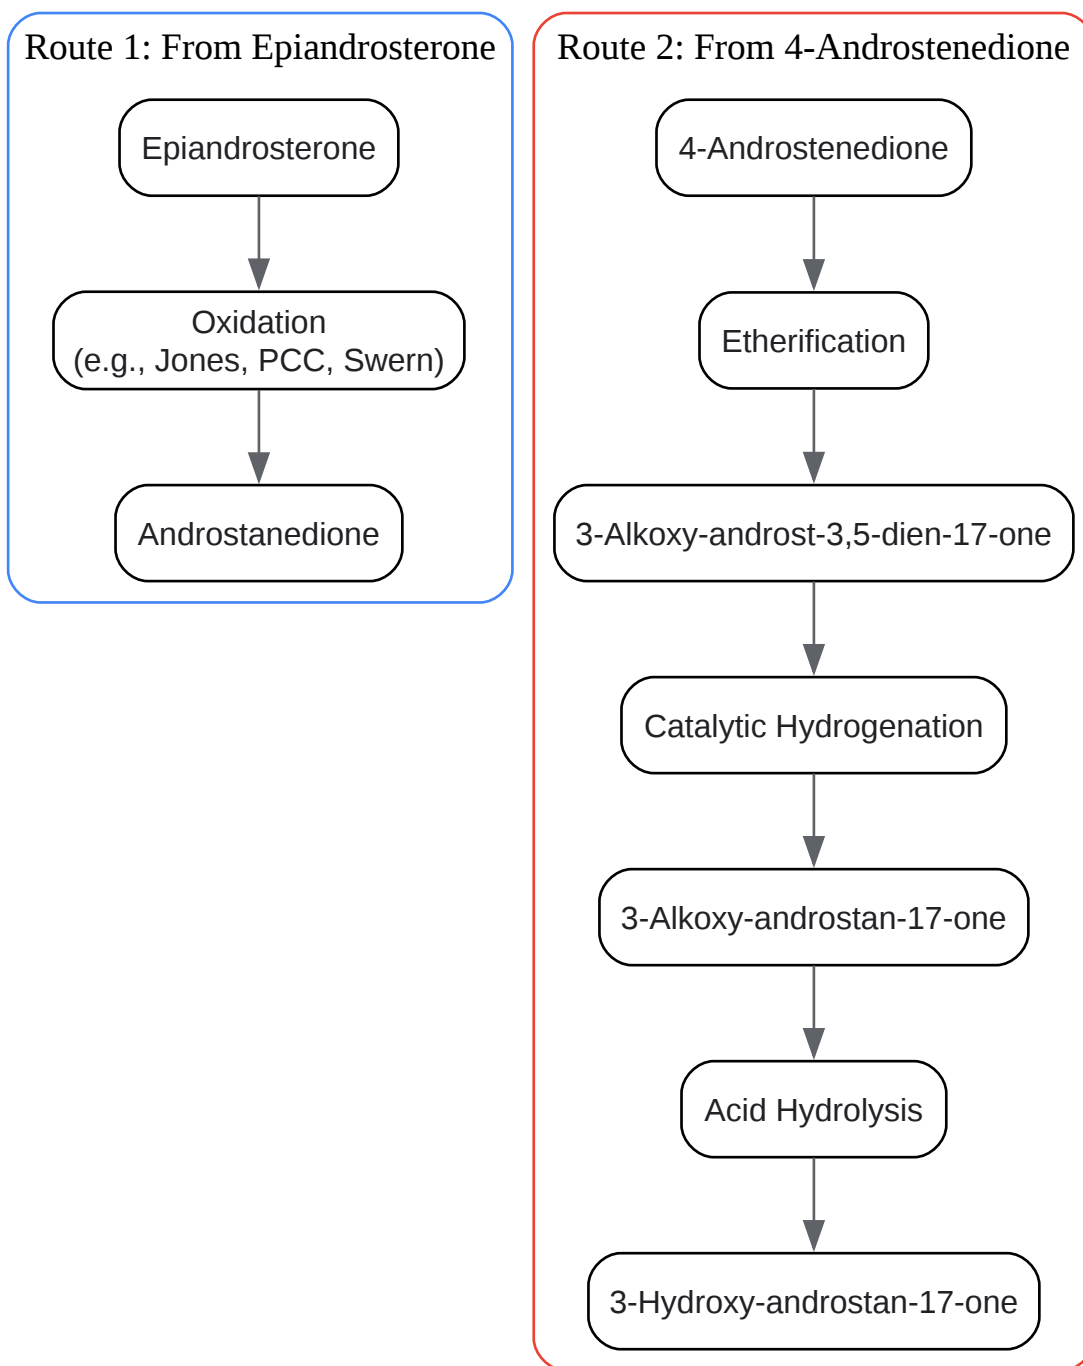 Route 1: From Epiandrosterone
Epiandrosterone
Oxidation
(e.g., Jones, PCC, Swern)
Androstanedione
Route 2: From 4-Androstenedione
4-Androstenedione
Etherification
3-Alkoxy-androst-3,5-dien-17-one
Catalytic Hydrogenation
3-Alkoxy-androstan-17-one
Acid Hydrolysis
3-Hydroxy-androstan-17-one